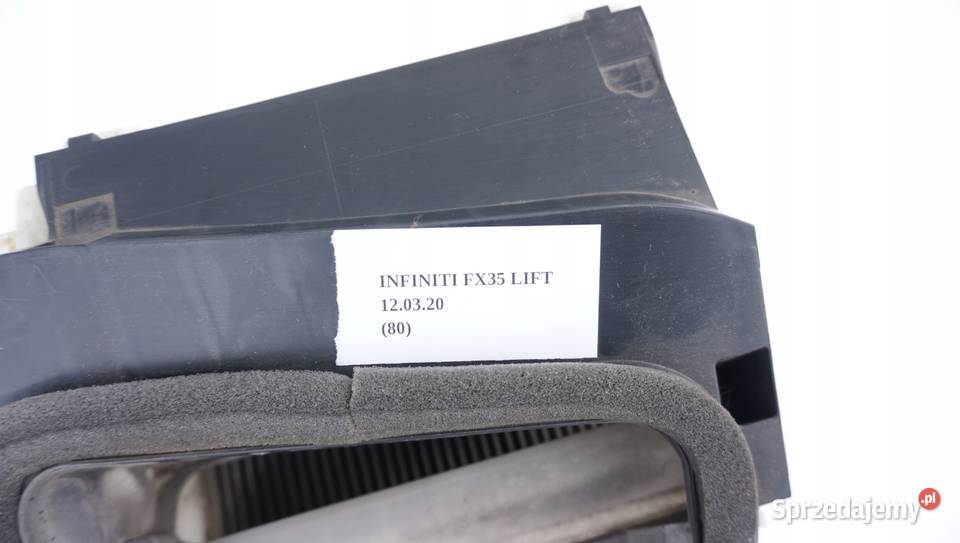 INFINITI FX35 LIFT
12.03.20
(80)
Sprzedajemy.pl